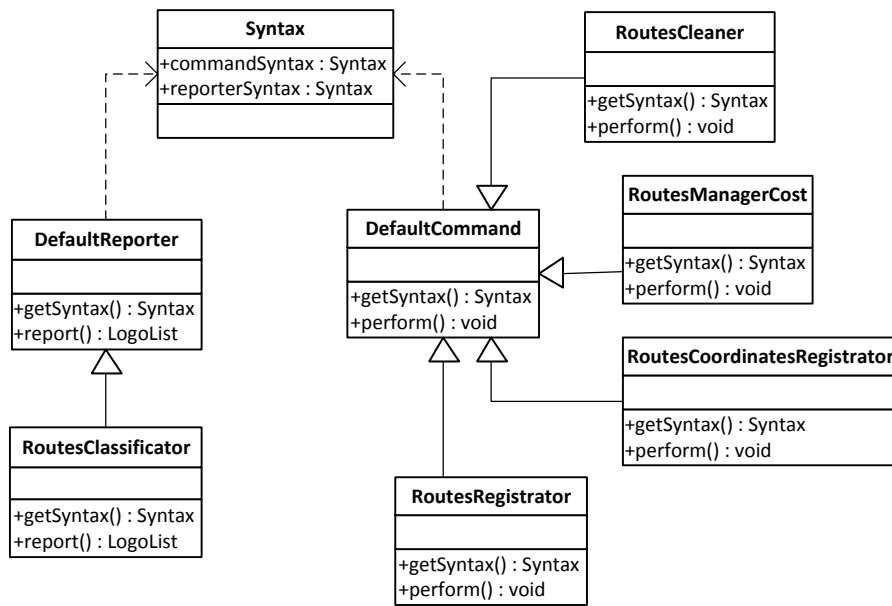 Syntax
+commandSyntax : Syntax
+reporterSyntax : Syntax
RoutesCleaner
+getSyntax() : Syntax
+perform() : void
RoutesManagerCost
+getSyntax() : Syntax
+perform() : void
DefaultReporter
+getSyntax() : Syntax
+report() : LogoList
DefaultCommand
+getSyntax() : Syntax
+perform() : void
RoutesCoordinatesRegistrator
+getSyntax() : Syntax
+perform() : void
RoutesClassificator
+getSyntax() : Syntax
+report() : LogoList
RoutesRegistrator
+getSyntax() : Syntax
+perform() : void